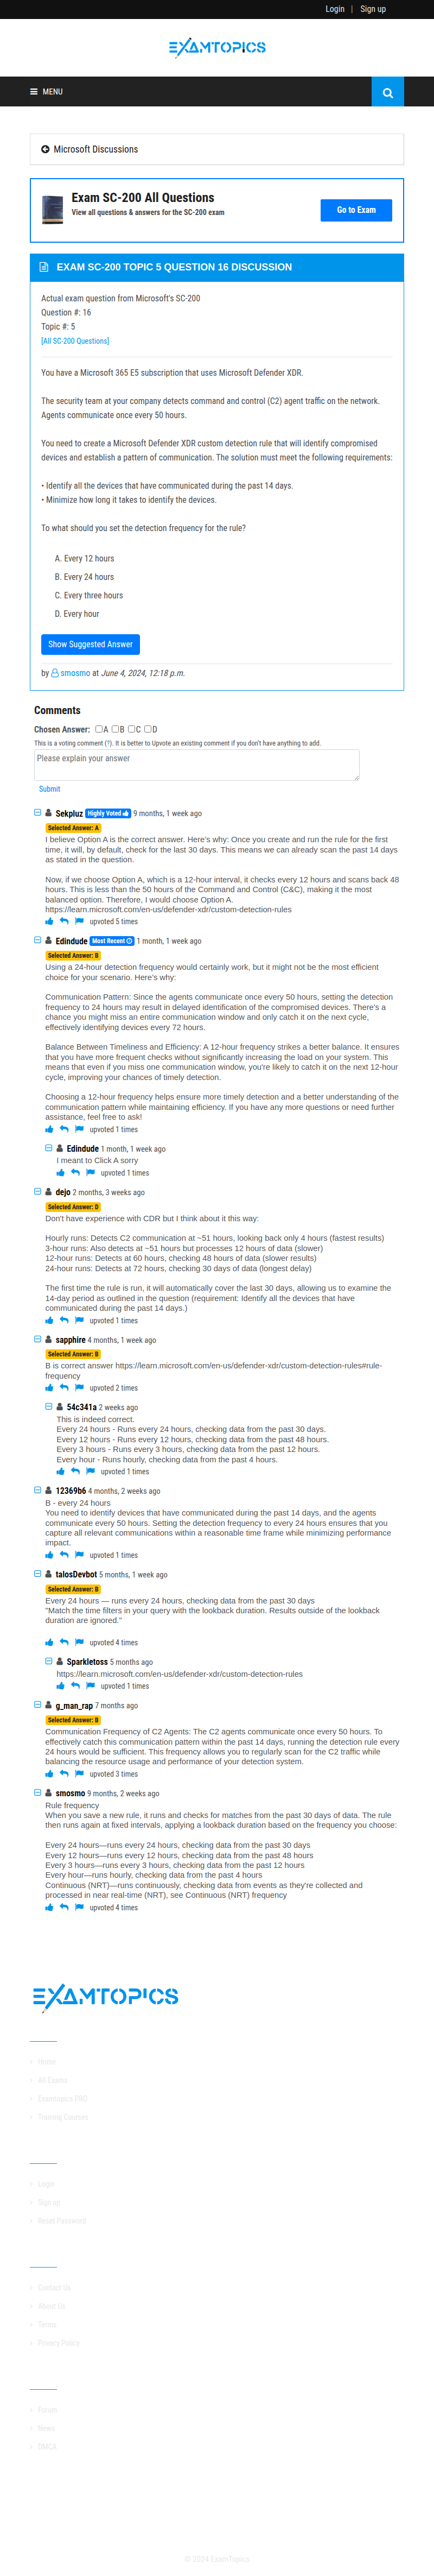 Login | Sign up
EXAMTOPICS
MENU
Microsoft Discussions
Exam SC-200 All Questions
View all questions & answers for the SC-200 exam
Go to Exam
EXAM SC-200 TOPIC 5 QUESTION 16 DISCUSSION
Actual exam question from Microsoft's SC-200
Question #: 16
Topic #: 5
[All SC-200 Questions]
You have a Microsoft 365 E5 subscription that uses Microsoft Defender XDR.
The security team at your company detects command and control (C2) agent traffic on the network.
Agents communicate once every 50 hours.
You need to create a Microsoft Defender XDR custom detection rule that will identify compromised
devices and establish a pattern of communication. The solution must meet the following requirements:
• Identify all the devices that have communicated during the past 14 days.
• Minimize how long it takes to identify the devices.
To what should you set the detection frequency for the rule?
A. Every 12 hours
B. Every 24 hours
C. Every three hours
D. Every hour
Show Suggested Answer
by smosmo at June 4, 2024, 12:18 p.m.
Comments
Chosen Answer: A B C D
This is a voting comment (?). It is better to Upvote an existing comment if you don't have anything to add.
Please explain your answer
Submit
Sekpluz Highly Voted 9 months, 1 week ago
Selected Answer: A
I believe Option A is the correct answer. Here's why: Once you create and run the rule for the first
time, it will, by default, check for the last 30 days. This means we can already scan the past 14 days
as stated in the question.
Now, if we choose Option A, which is a 12-hour interval, it checks every 12 hours and scans back 48
hours. This is less than the 50 hours of the Command and Control (C&C), making it the most
balanced option. Therefore, I would choose Option A.
https://learn.microsoft.com/en-us/defender-xdr/custom-detection-rules
upvoted 5 times
Edindude Most Recent 1 month, 1 week ago
Selected Answer: B
Using a 24-hour detection frequency would certainly work, but it might not be the most efficient
choice for your scenario. Here's why:
Communication Pattern: Since the agents communicate once every 50 hours, setting the detection
frequency to 24 hours may result in delayed identification of the compromised devices. There's a
chance you might miss an entire communication window and only catch it on the next cycle,
effectively identifying devices every 72 hours.
Balance Between Timeliness and Efficiency: A 12-hour frequency strikes a better balance. It ensures
that you have more frequent checks without significantly increasing the load on your system. This
means that even if you miss one communication window, you're likely to catch it on the next 12-hour
cycle, improving your chances of timely detection.
Choosing a 12-hour frequency helps ensure more timely detection and a better understanding of the
communication pattern while maintaining efficiency. If you have any more questions or need further
assistance, feel free to ask!
upvoted 1 times
Edindude 1 month, 1 week ago
I meant to Click A sorry
upvoted 1 times
dejo 2 months, 3 weeks ago
Selected Answer: D
Don't have experience with CDR but I think about it this way:
Hourly runs: Detects C2 communication at ~51 hours, looking back only 4 hours (fastest results)
3-hour runs: Also detects at ~51 hours but processes 12 hours of data (slower)
12-hour runs: Detects at 60 hours, checking 48 hours of data (slower results)
24-hour runs: Detects at 72 hours, checking 30 days of data (longest delay)
The first time the rule is run, it will automatically cover the last 30 days, allowing us to examine the
14-day period as outlined in the question (requirement: Identify all the devices that have
communicated during the past 14 days.)
upvoted 1 times
sapphire 4 months, 1 week ago
Selected Answer: B
B is correct answer https://learn.microsoft.com/en-us/defender-xdr/custom-detection-rules#rule-
frequency
upvoted 2 times
54c341a 2 weeks ago
This is indeed correct.
Every 24 hours - Runs every 24 hours, checking data from the past 30 days.
Every 12 hours - Runs every 12 hours, checking data from the past 48 hours.
Every 3 hours - Runs every 3 hours, checking data from the past 12 hours.
Every hour - Runs hourly, checking data from the past 4 hours.
upvoted 1 times
12369b6 4 months, 2 weeks ago
B - every 24 hours
You need to identify devices that have communicated during the past 14 days, and the agents
communicate every 50 hours. Setting the detection frequency to every 24 hours ensures that you
capture all relevant communications within a reasonable time frame while minimizing performance
impact.
upvoted 1 times
talosDevbot 5 months, 1 week ago
Selected Answer: B
Every 24 hours — runs every 24 hours, checking data from the past 30 days
"Match the time filters in your query with the lookback duration. Results outside of the lookback
duration are ignored."
upvoted 4 times
Sparkletoss 5 months ago
https://learn.microsoft.com/en-us/defender-xdr/custom-detection-rules
upvoted 1 times
g_man_rap 7 months ago
Selected Answer: B
Communication Frequency of C2 Agents: The C2 agents communicate once every 50 hours. To
effectively catch this communication pattern within the past 14 days, running the detection rule every
24 hours would be sufficient. This frequency allows you to regularly scan for the C2 traffic while
balancing the resource usage and performance of your detection system.
upvoted 3 times
smosmo 9 months, 2 weeks ago
Rule frequency
When you save a new rule, it runs and checks for matches from the past 30 days of data. The rule
then runs again at fixed intervals, applying a lookback duration based on the frequency you choose:
Every 24 hours—runs every 24 hours, checking data from the past 30 days
Every 12 hours—runs every 12 hours, checking data from the past 48 hours
Every 3 hours—runs every 3 hours, checking data from the past 12 hours
Every hour—runs hourly, checking data from the past 4 hours
Continuous (NRT)—runs continuously, checking data from events as they're collected and
processed in near real-time (NRT), see Continuous (NRT) frequency
upvoted 4 times
EXAMTOPICS
Home
All Exams
Examtopics PRO
Training Courses
Login
Sign up
Reset Password
Contact Us
About Us
Terms
Privacy Policy
Forum
News
DMCA
© 2024 ExamTopics